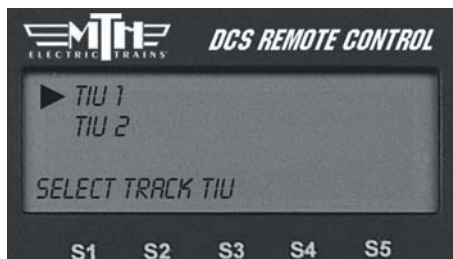 MTH DCS REMOTE CONTROL
ELECTRIC TRAINS
TIU 1
TIU 2
SELECT TRACK TIU
S1 S2 S3 S4 S5